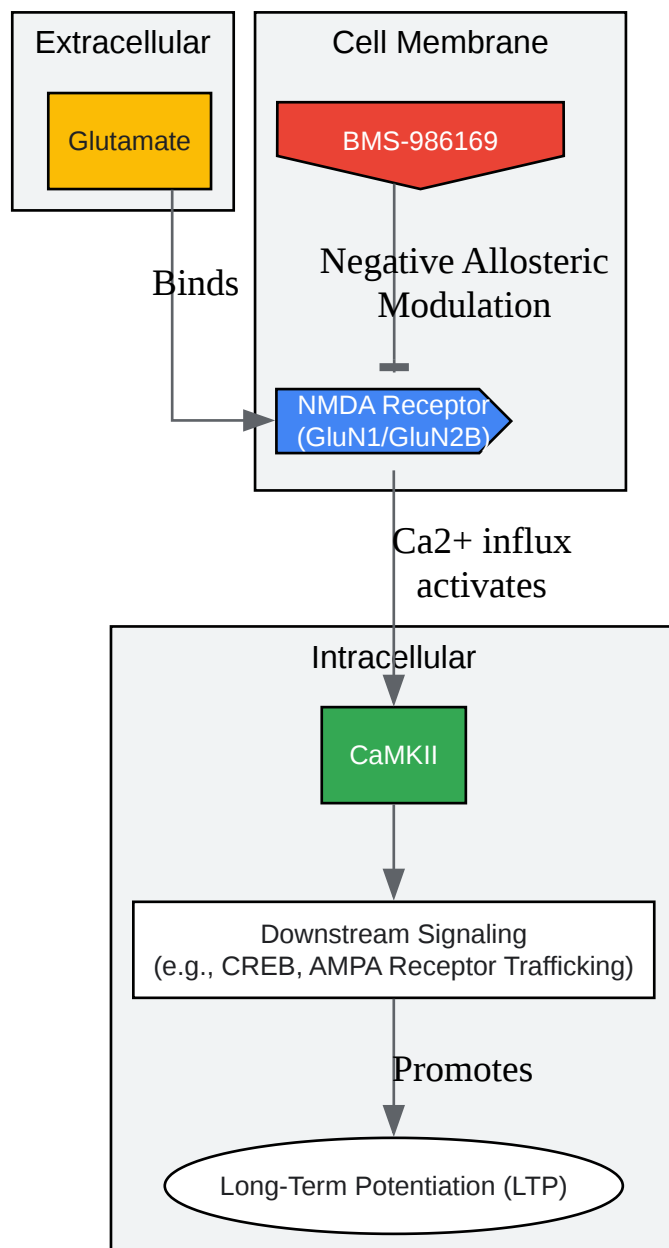 Extracellular
Cell Membrane
Glutamate
BMS-986169
Binds
Negative Allosteric
Modulation
NMDA Receptor
(GluN1/GluN2B)
Ca2+ influx
activates
Intracellular
CaMKII
Downstream Signaling
(e.g., CREB, AMPA Receptor Trafficking)
Promotes
Long-Term Potentiation (LTP)